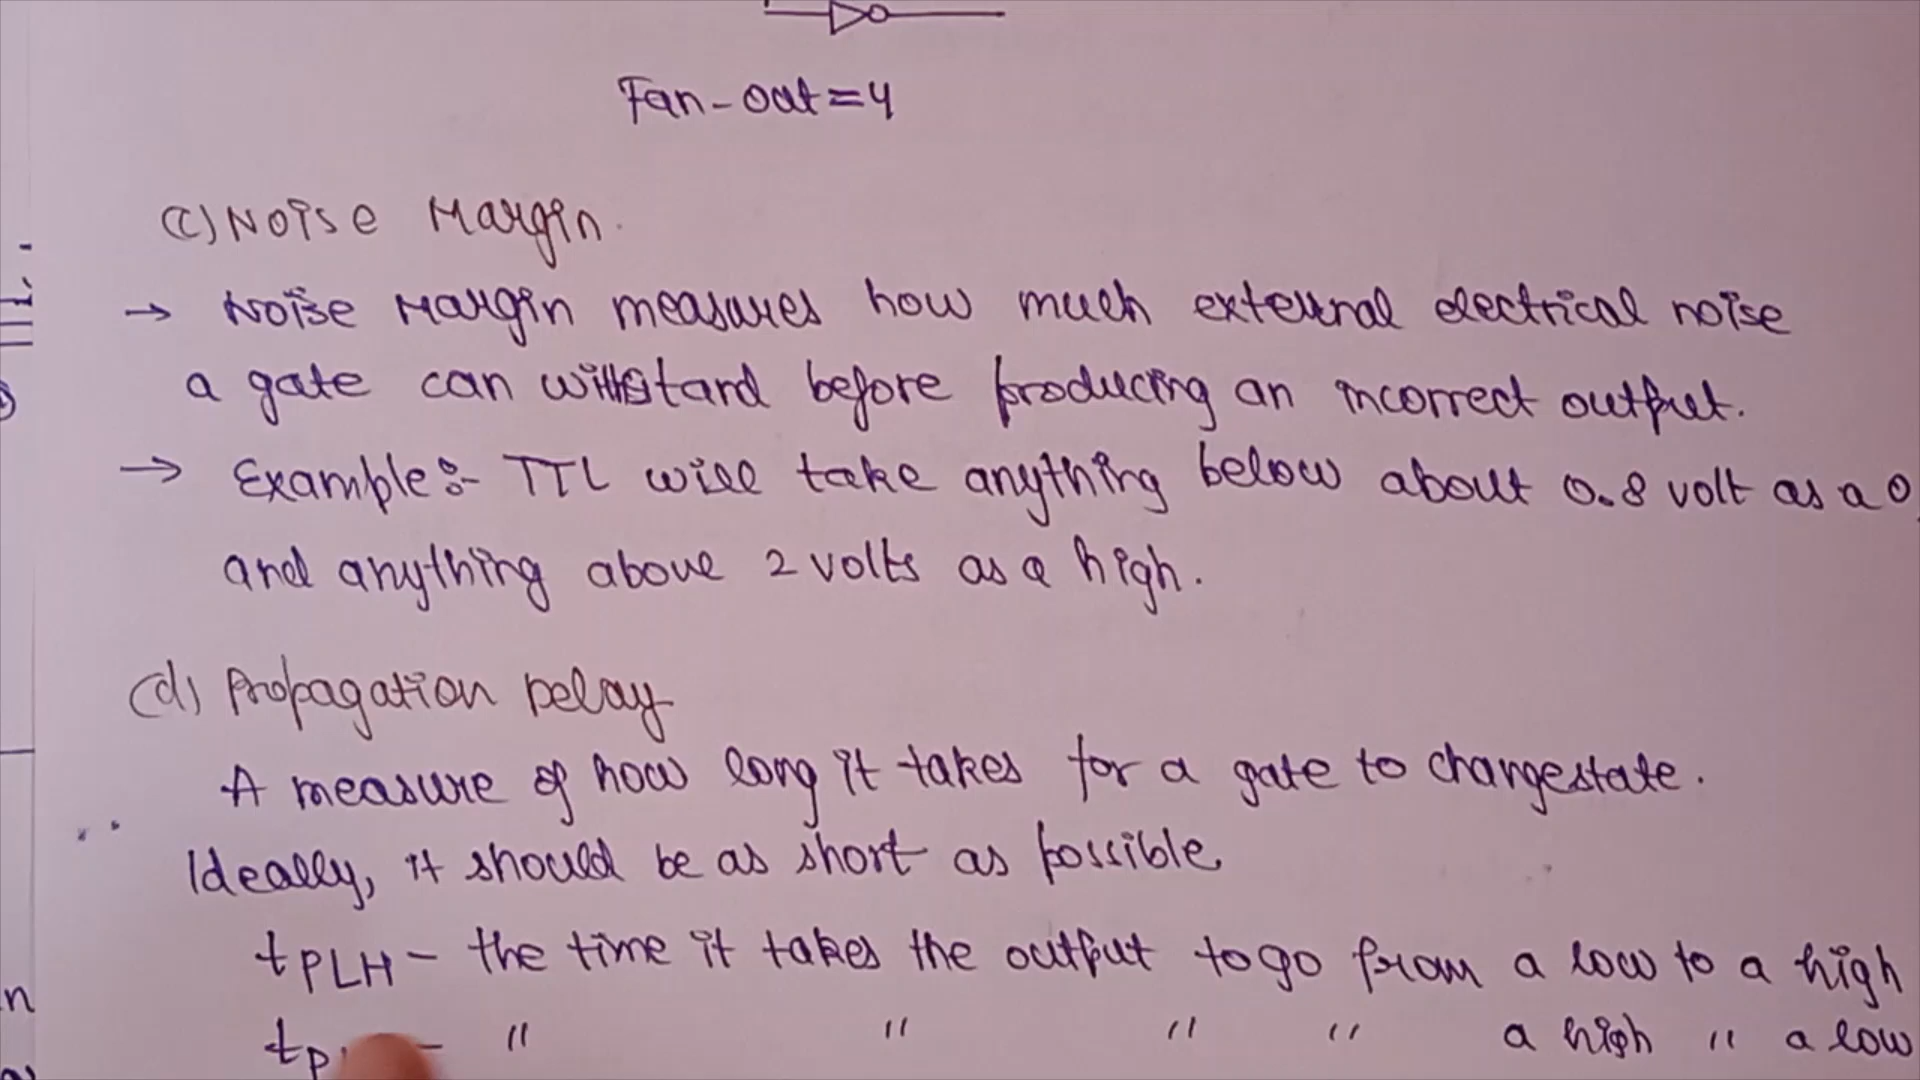 Fan-out=4
(c) Noise Margin.
→ Noise Margin measures how much external electrical noise
a gate can withstand before producing an incorrect output.
→ Example:- TTL will take anything below about 0.8 volt as a 0,
and anything above 2 volts as a high.
(d) Propagation Delay
A measure of how long it takes for a gate to change state.
Ideally, it should be as short as possible,
tPLH - the time it takes the output to go from a low to a high
tP - " " " " a high " a low